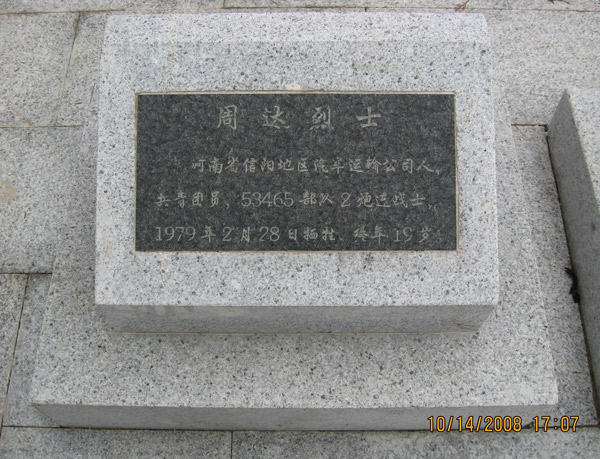 周达烈士
河南省信阳地区汽车运输公司人,
共青团员, 53465部队2炮连战士,
1979年2月28日牺牲, 终年19岁
10/14/2008 17:07